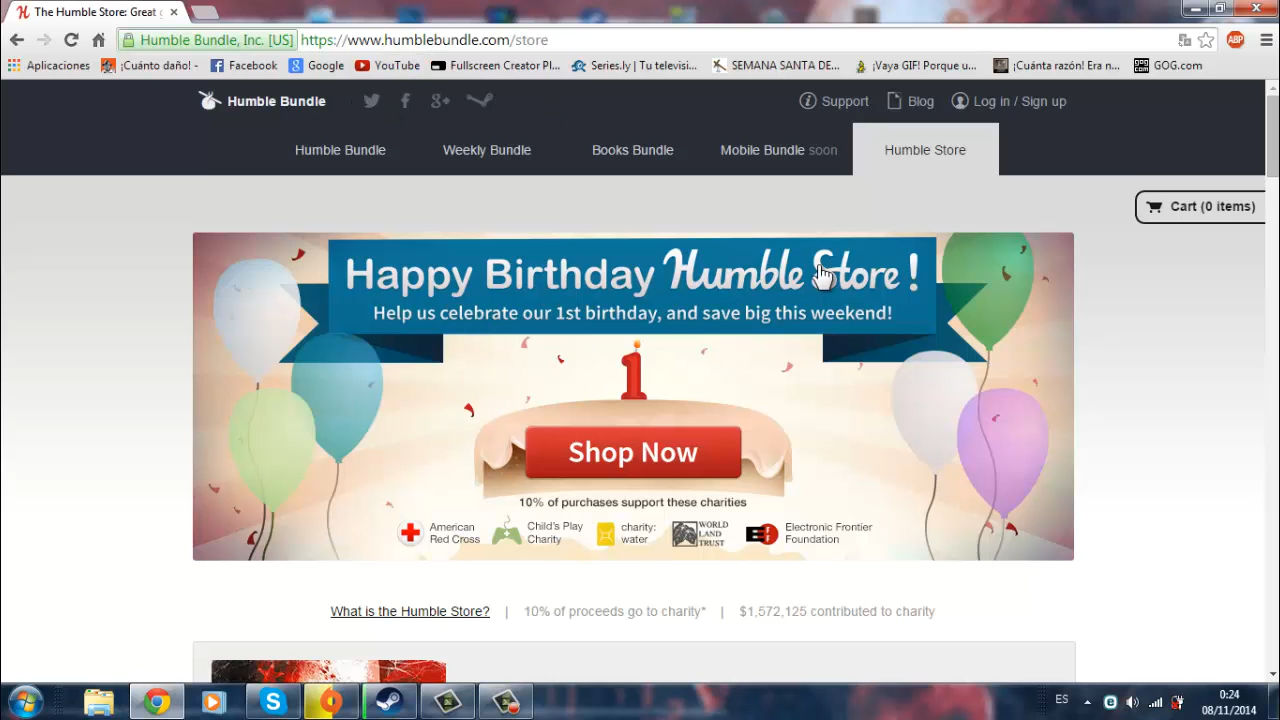 The Humble Store: Great g
Humble Bundle, Inc. [US] https://www.humblebundle.com/store
ABP
Aplicaciones ¡Cuánto daño! - Facebook Google YouTube Fullscreen Creator Pl... Series.ly | Tu televisi... SEMANA SANTA DE... ¡Vaya GIF! Porque u... ¡Cuánta razón! Era n... GOG.com
Humble Bundle
Support Blog Log in / Sign up
Humble Bundle Weekly Bundle Books Bundle Mobile Bundle soon Humble Store
Cart (0 items)
Happy Birthday Humble Store!
Help us celebrate our 1st birthday, and save big this weekend!
1
Shop Now
10% of purchases support these charities
American
Red Cross
Child's Play
Charity
charity:
water
WORLD
LAND
TRUST
EFF
Electronic Frontier
Foundation
What is the Humble Store? | 10% of proceeds go to charity* | $1,572,125 contributed to charity
ES
0:24
08/11/2014